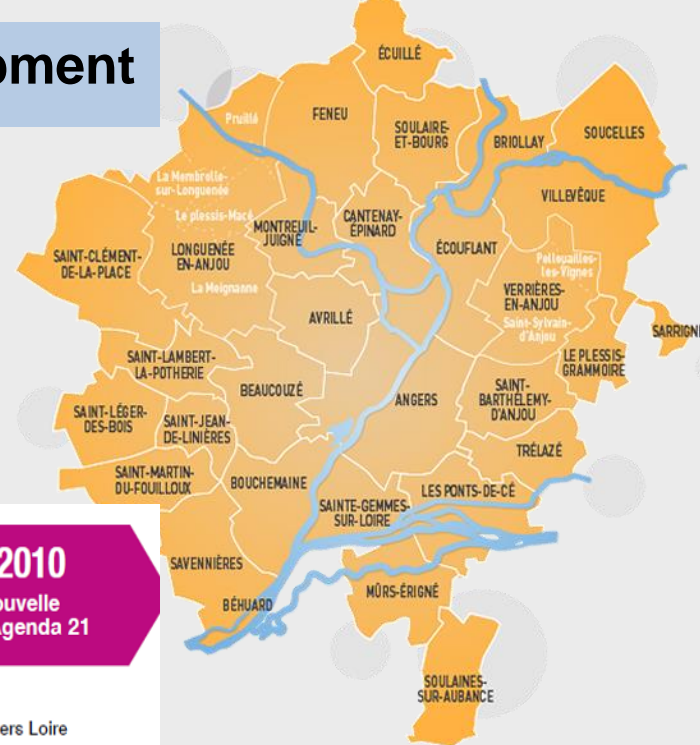 pment
ÉCUILLÉ
Pruillé
FENEU
SOULAIRE-
ET-BOURG
BRIOLLAY
SOUCELLES
La Membrolle-
sur-Longuenée
VILLEVÊQUE
Le plessis-Macé
MONTREUIL-
JUIGNÉ
CANTENAY-
ÉPINARD
ÉCOUFLANT
SAINT-CLÉMENT-
DE-LA-PLACE
LONGUENÉE
EN-ANJOU
Pellouailles-
les-Vignes
La Meignanne
VERRIÈRES-
EN-ANJOU
AVRILLÉ
Saint-Sylvain-
d'Anjou
SARRIGN
SAINT-LAMBERT-
LA-POTHERIE
LE PLESSIS-
GRAMMOIRE
BEAUCOUZÉ
ANGERS
SAINT-
BARTHÉLEMY-
D'ANJOU
SAINT-LÉGER-
DES-BOIS
SAINT-JEAN-
DE-LINIÈRES
TRÉLAZÉ
SAINT-MARTIN-
DU-FOUILLOUX
BOUCHEMAINE
LES PONTS-DE-CÉ
SAINTE-GEMMES-
SUR-LOIRE
SAVENNIÈRES
MÛRS-ÉRIGNÉ
BÉHUARD
SOULAINES-
SUR-AUBANCE
2010
ouvelle
Agenda 21
ers Loire